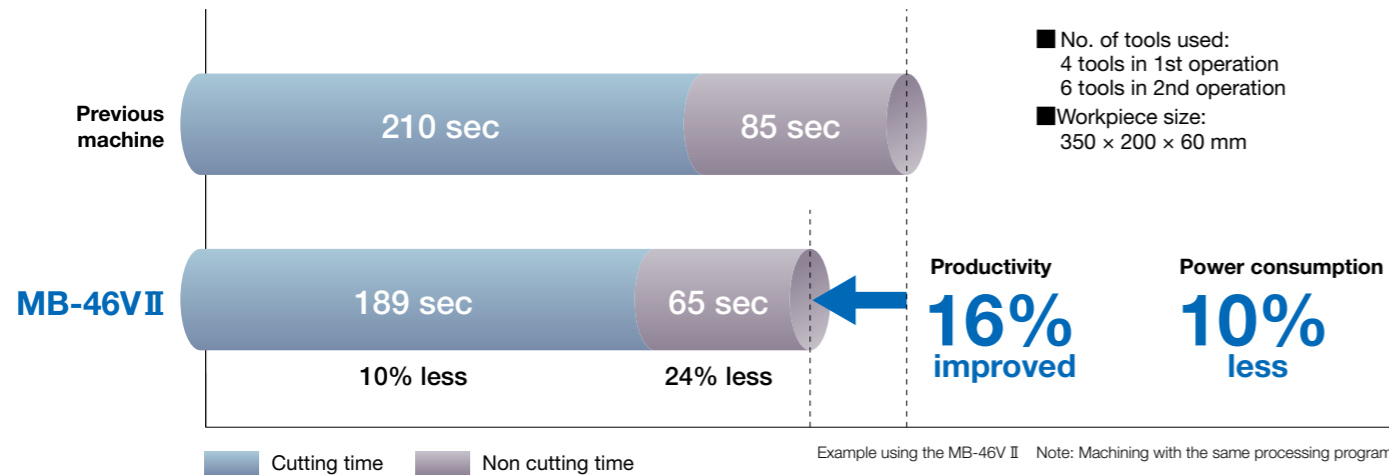 ■ No. of tools used:
4 tools in 1st operation
6 tools in 2nd operation
■Workpiece size:
350 × 200 × 60 mm
Previous
machine
210 sec
85 sec
MB-46VⅡ
189 sec
65 sec
10% less
24% less
Productivity
16%
improved
Power consumption
10%
less
Cutting time
Non cutting time
Example using the MB-46V Ⅱ Note: Machining with the same processing program